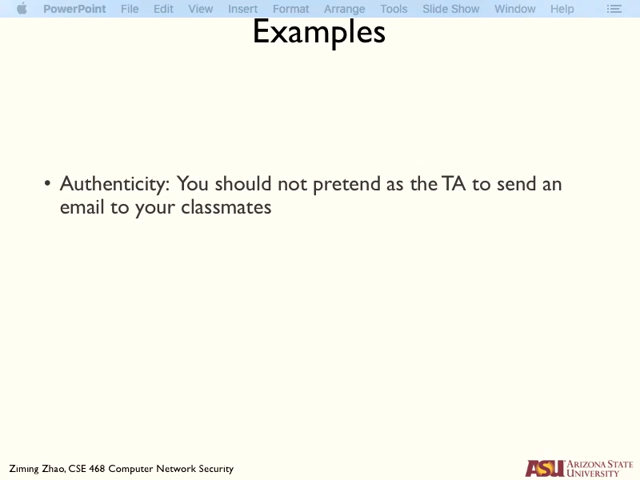 PowerPoint File Edit View Insert Format Arrange Tools Slide Show Window Help
Examples
• Authenticity: You should not pretend as the TA to send an
email to your classmates
Ziming Zhao, CSE 468 Computer Network Security
ASU ARIZONA STATE
UNIVERSITY